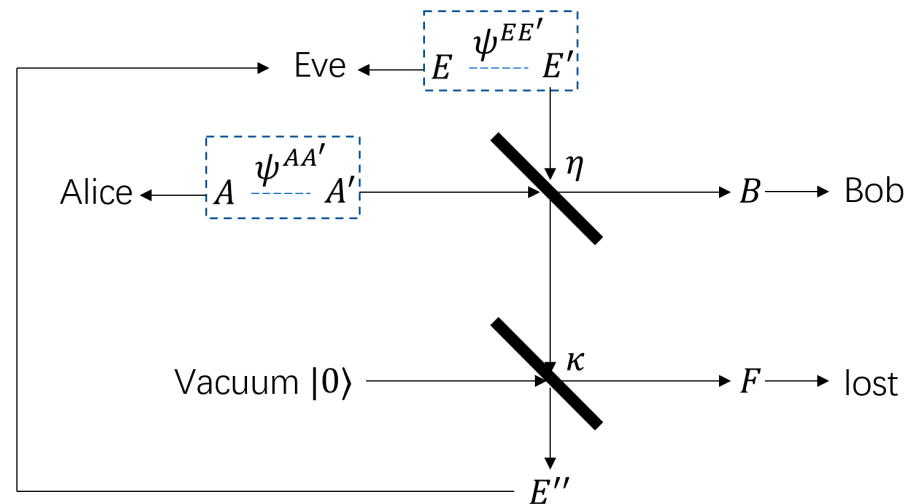 ψ^{EE′}
Eve
E
E′
η
ψ^{AA′}
Alice
A
A′
B
Bob
κ
Vacuum |0⟩
F
lost
E′′